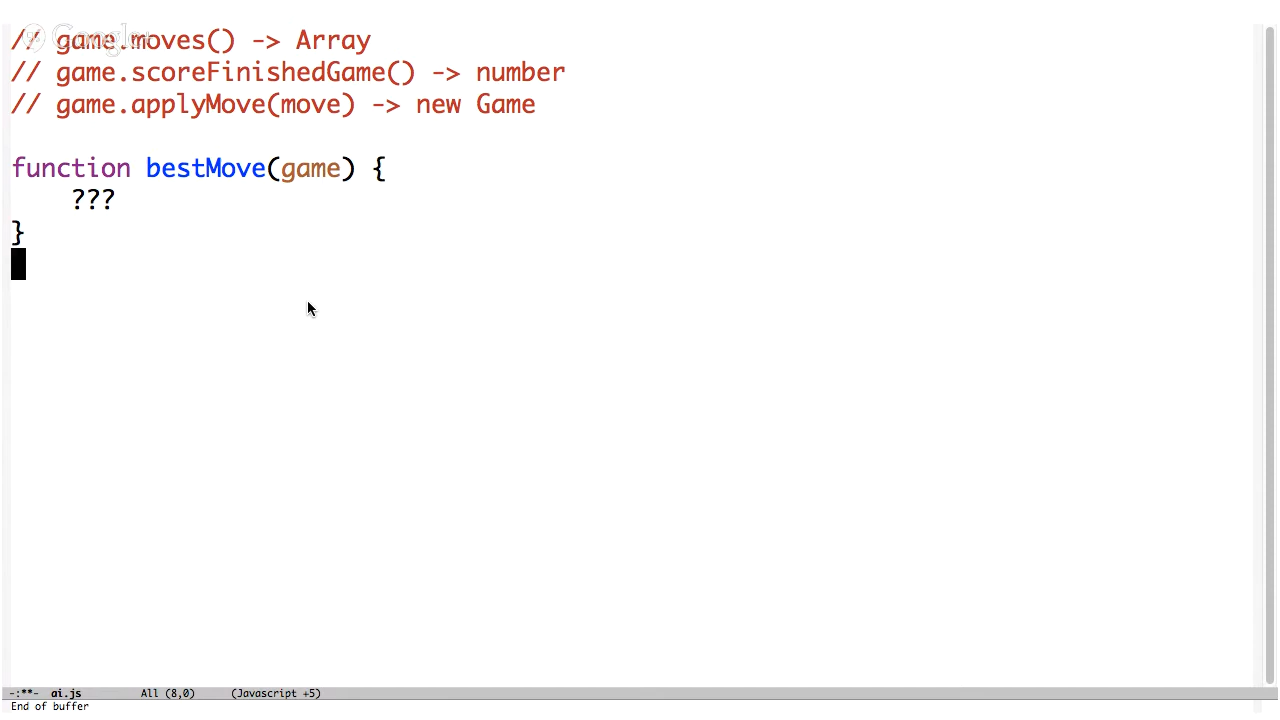 // game.moves() -> Array
// game.scoreFinishedGame() -> number
// game.applyMove(move) -> new Game
function bestMove(game) {
???
}
-:**- ai.js All (8,0) (Javascript +5)
End of buffer